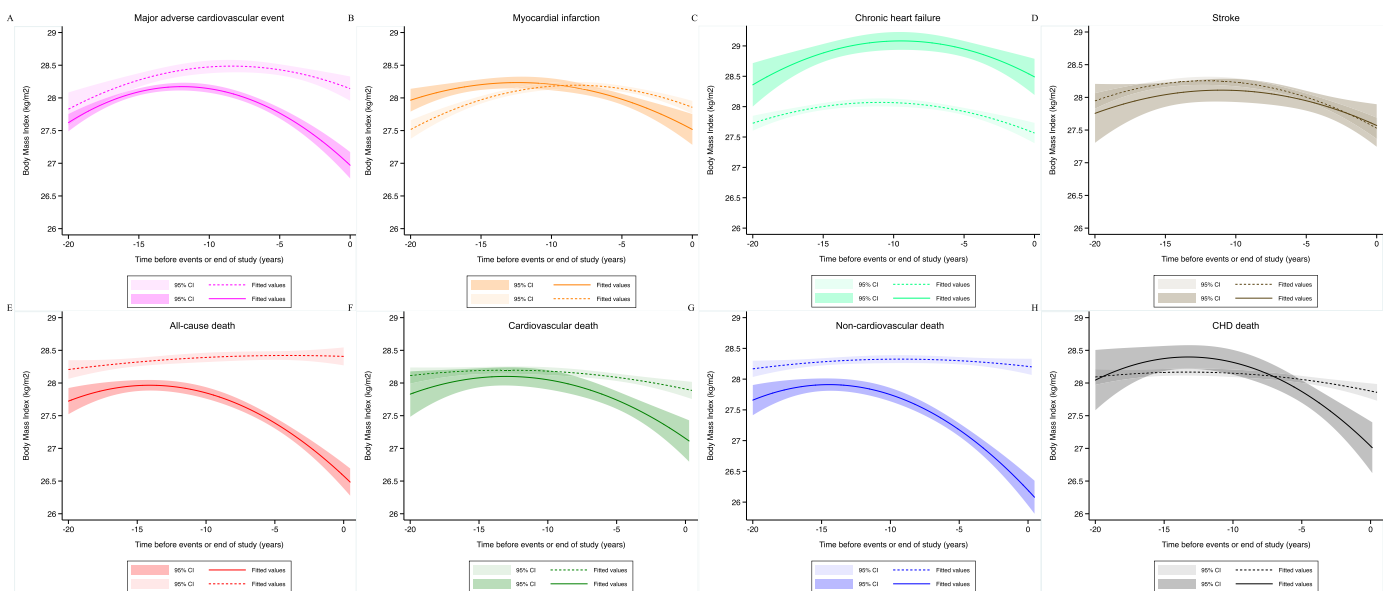 A
Major adverse cardiovascular event
Body Mass Index (kg/m2)
29
28.5
28
27.5
27
26.5
26
-20 -15 -10 -5 0
Time before events or end of study (years)
95% CI Fitted values
95% CI Fitted values
B
Myocardial infarction
Body Mass Index (kg/m2)
29
28.5
28
27.5
27
26.5
26
-20 -15 -10 -5 0
Time before events or end of study (years)
95% CI Fitted values
95% CI Fitted values
C
Chronic heart failure
Body Mass Index (kg/m2)
29
28.5
28
27.5
27
26.5
26
-20 -15 -10 -5 0
Time before events or end of study (years)
95% CI Fitted values
95% CI Fitted values
D
Stroke
Body Mass Index (kg/m2)
29
28.5
28
27.5
27
26.5
26
-20 -15 -10 -5 0
Time before events or end of study (years)
95% CI Fitted values
95% CI Fitted values
E
All-cause death
Body Mass Index (kg/m2)
29
28.5
28
27.5
27
26.5
26
-20 -15 -10 -5 0
Time before events or end of study (years)
95% CI Fitted values
95% CI Fitted values
F
Cardiovascular death
Body Mass Index (kg/m2)
29
28.5
28
27.5
27
26.5
26
-20 -15 -10 -5 0
Time before events or end of study (years)
95% CI Fitted values
95% CI Fitted values
G
Non-cardiovascular death
Body Mass Index (kg/m2)
29
28.5
28
27.5
27
26.5
26
-20 -15 -10 -5 0
Time before events or end of study (years)
95% CI Fitted values
95% CI Fitted values
H
CHD death
Body Mass Index (kg/m2)
29
28.5
28
27.5
27
26.5
26
-20 -15 -10 -5 0
Time before events or end of study (years)
95% CI Fitted values
95% CI Fitted values